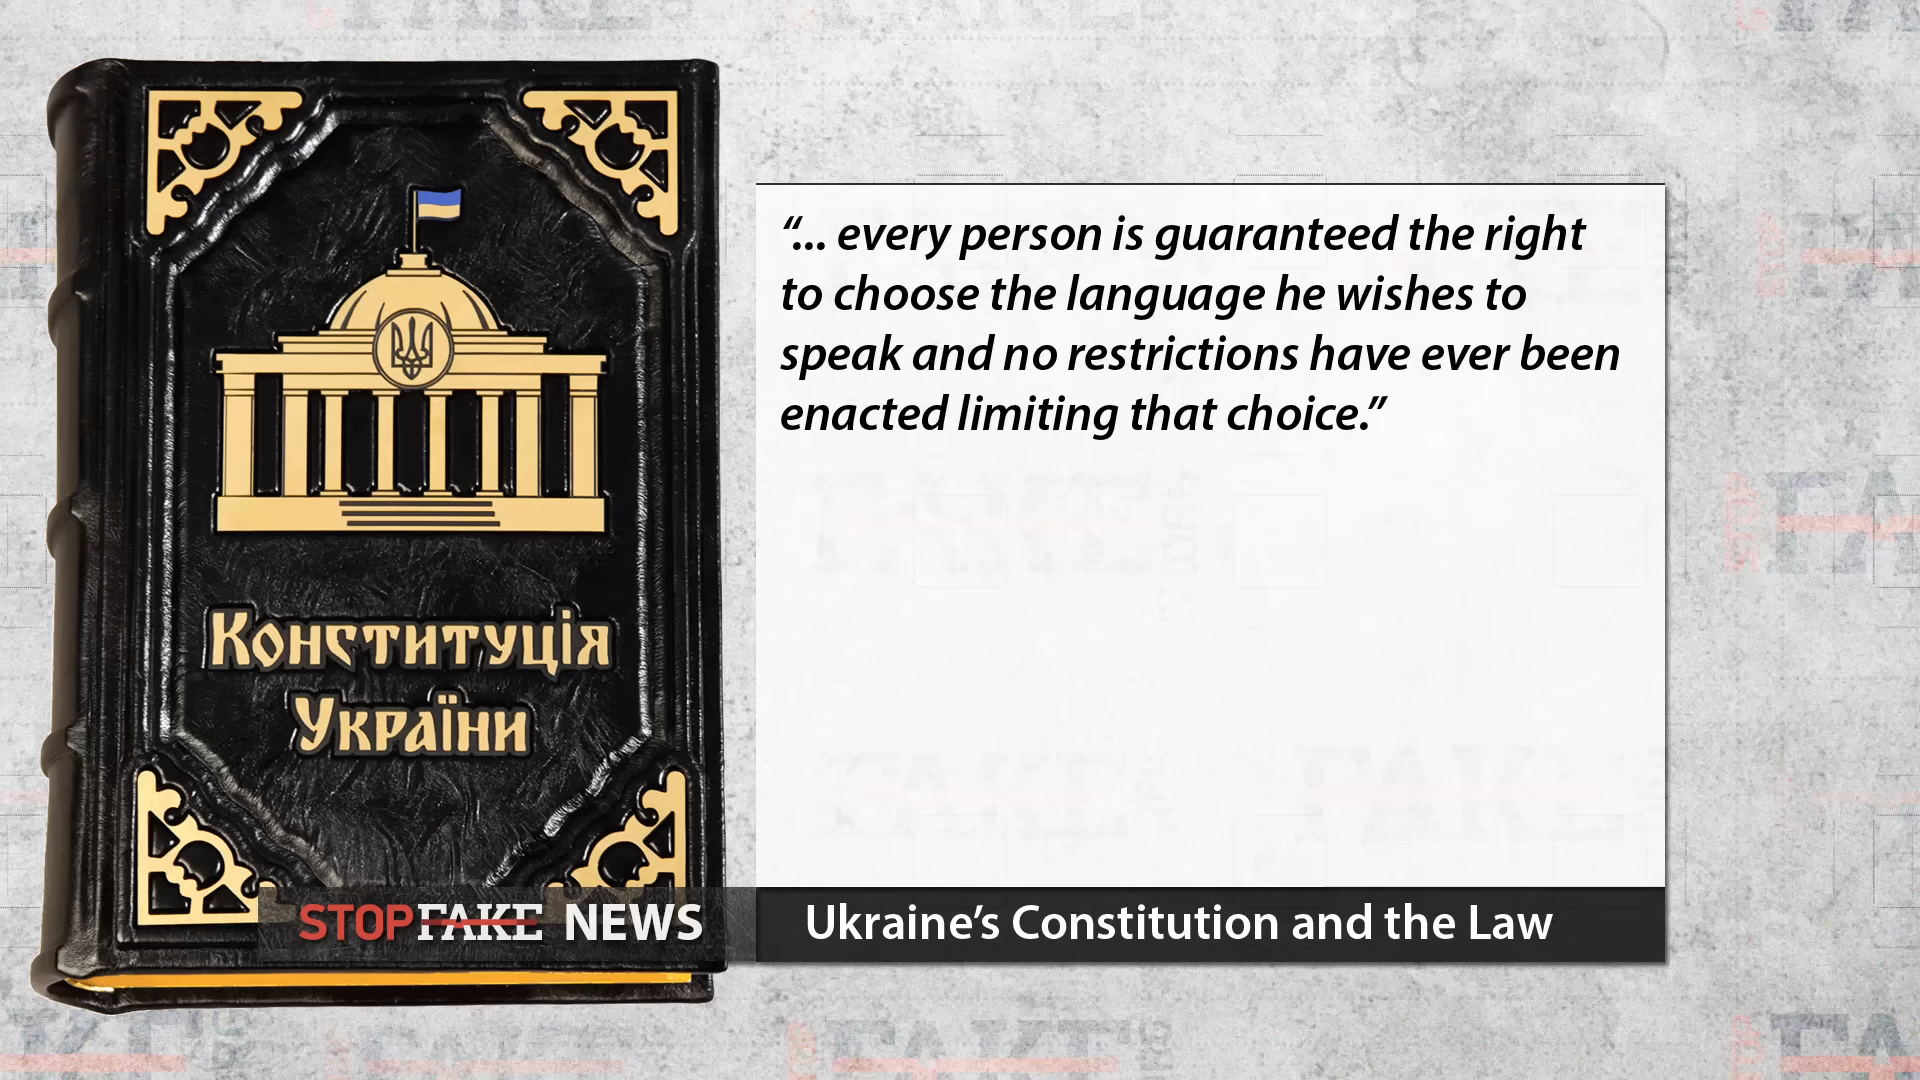 Конституція
України
“... every person is guaranteed the right
to choose the language he wishes to
speak and no restrictions have ever been
enacted limiting that choice.”
STOPFAKE NEWS
Ukraine’s Constitution and the Law